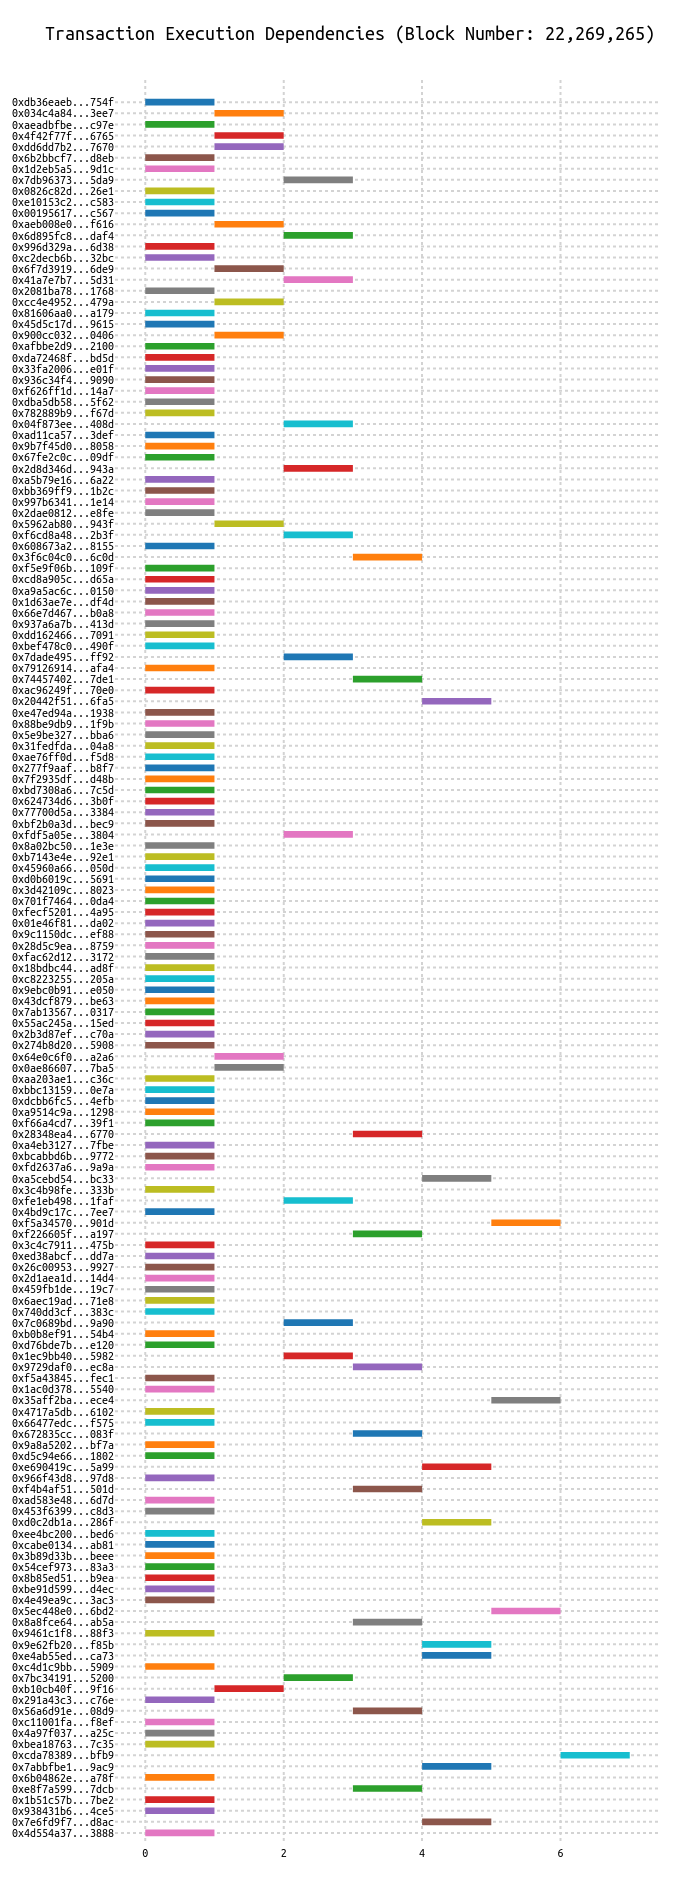 Transaction Execution Dependencies (Block Number: 22,269,265)
0xdb36eaeb...754f
0x034c4a84...3ee7
0xaeadbfbe...c97e
0x4f42f77f...6765
0xdd6dd7b2...7670
0x6b2bbcf7...d8eb
0x1d2eb5a5...9d1c
0x7db96373...5da9
0x0826c82d...26e1
0xe10153c2...c583
0x00195617...c567
0xaeb008e0...f616
0x6d895fc8...daf4
0x996d329a...6d38
0xc2decb6b...32bc
0x6f7d3919...6de9
0x41a7e7b7...5d31
0x2081ba78...1768
0xcc4e4952...479a
0x81606aa0...a179
0x45d5c17d...9615
0x900cc032...0406
0xafbbe2d9...2100
0xda72468f...bd5d
0x33fa2006...e01f
0x936c34f4...9090
0xf626ff1d...14a7
0xdba5db58...5f62
0x782889b9...f67d
0x04f873ee...408d
0xad11ca57...3def
0x9b7f45d0...8058
0x67fe2c0c...09df
0x2d8d346d...943a
0xa5b79e16...6a22
0xbb369ff9...1b2c
0x997b6341...1e14
0x2dae0812...e8fe
0x5962ab80...943f
0xf6cd8a48...2b3f
0x608673a2...8155
0x3f6c04c0...6c0d
0xf5e9f06b...109f
0xcd8a905c...d65a
0xa9a5ac6c...0150
0x1d63ae7e...df4d
0x66e7d467...b0a8
0x937a6a7b...413d
0xdd162466...7091
0xbef478c0...490f
0x7dade495...ff92
0x79126914...afa4
0x74457402...7de1
0xac96249f...70e0
0x20442f51...6fa5
0xe47ed94a...1938
0x88be9db9...1f9b
0x5e9be327...bba6
0x31fedfda...04a8
0xae76ff0d...f5d8
0x277f9aaf...b8f7
0x7f2935df...d48b
0xbd7308a6...7c5d
0x624734d6...3b0f
0x77700d5a...3384
0xbf2b0a3d...bec9
0xfdf5a05e...3804
0x8a02bc50...1e3e
0xb7143e4e...92e1
0x45960a66...050d
0xd0b6019c...5691
0x3d42109c...8023
0x701f7464...0da4
0xfecf5201...4a95
0x01e46f81...da02
0x9c1150dc...ef88
0x28d5c9ea...8759
0xfac62d12...3172
0x18bdbc44...ad8f
0xc8223255...205a
0x9ebc0b91...e050
0x43dcf879...be63
0x7ab13567...0317
0x55ac245a...15ed
0x2b3d87ef...c70a
0x274b8d20...5908
0x64e0c6f0...a2a6
0x0ae86607...7ba5
0xaa203ae1...c36c
0xbbc13159...0e7a
0xdcbb6fc5...4efb
0xa9514c9a...1298
0xf66a4cd7...39f1
0x28348ea4...6770
0xa4eb3127...7fbe
0xbcabbd6b...9772
0xfd2637a6...9a9a
0xa5cebd54...bc33
0x3c4b98fe...333b
0xfe1eb498...1faf
0x4bd9c17c...7ee7
0xf5a34570...901d
0xf226605f...a197
0x3c4c7911...475b
0xed38abcf...dd7a
0x26c00953...9927
0x2d1aea1d...14d4
0x459fb1de...19c7
0x6aec19ad...71e8
0x740dd3cf...383c
0x7c0689bd...9a90
0xb0b8ef91...54b4
0xd76bde7b...e120
0x1ec9bb40...5982
0x9729daf0...ec8a
0xf5a43845...fec1
0x1ac0d378...5540
0x35aff2ba...ece4
0x4717a5db...6102
0x66477edc...f575
0x672835cc...083f
0x9a8a5202...bf7a
0xd5c94e66...1802
0xe690419c...5a99
0x966f43d8...97d8
0xf4b4af51...501d
0xad583e48...6d7d
0x453f6399...c8d3
0xd0c2db1a...286f
0xee4bc200...bed6
0xcabe0134...ab81
0x3b89d33b...beee
0x54cef973...83a3
0x8b85ed51...b9ea
0xbe91d599...d4ec
0x4e49ea9c...3ac3
0x5ec448e0...6bd2
0x8a8fce64...ab5a
0x9461c1f8...88f3
0x9e62fb20...f85b
0xe4ab55ed...ca73
0xc4d1c9bb...5909
0x7bc34191...5200
0xb10cb40f...9f16
0x291a43c3...c76e
0x56a6d91e...08d9
0xc11001fa...f8ef
0x4a97f037...a25c
0xbea18763...7c35
0xcda78389...bfb9
0x7abbfbe1...9ac9
0x6b04862e...a78f
0xe8f7a599...7dcb
0x1b51c57b...7be2
0x938431b6...4ce5
0x7e6fd9f7...d8ac
0x4d554a37...3888
0 2 4 6